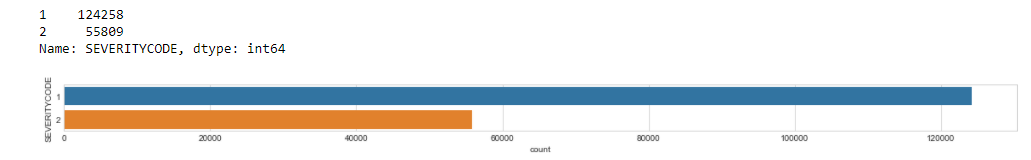 1    124258
2     55809
Name: SEVERITYCODE, dtype: int64
SEVERITYCODE
1
2
0 20000 40000 60000 80000 100000 120000
count